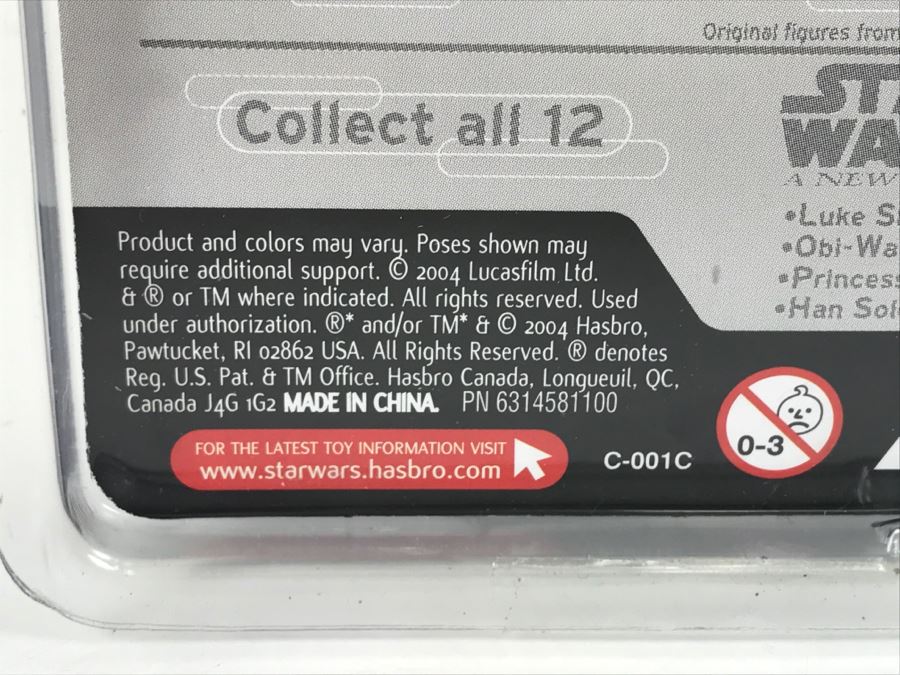 Original figures from
Collect all 12
STA
WA
A NEW
•Luke S
•Obi-Wa
•Princess
•Han Sol
Product and colors may vary. Poses shown may
require additional support. © 2004 Lucasfilm Ltd.
& ® or TM where indicated. All rights reserved. Used
under authorization. ®* and/or TM* & © 2004 Hasbro,
Pawtucket, RI 02862 USA. All Rights Reserved. ® denotes
Reg. U.S. Pat. & TM Office. Hasbro Canada, Longueuil, QC,
Canada J4G 1G2 MADE IN CHINA. PN 6314581100
FOR THE LATEST TOY INFORMATION VISIT
www.starwars.hasbro.com
C-001C
0-3